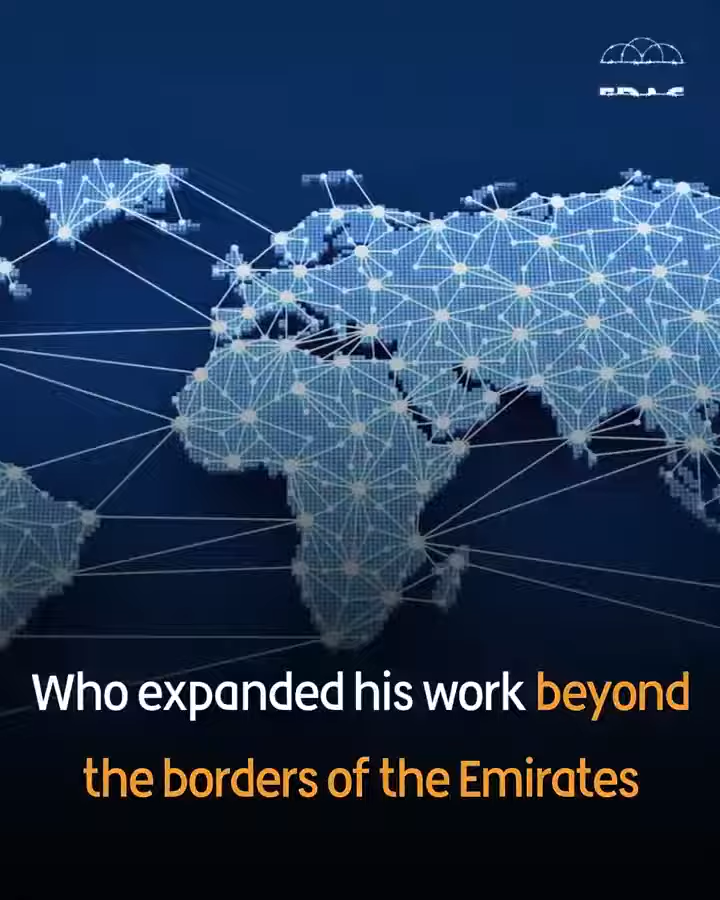 Who expanded his work beyond
the borders of the Emirates